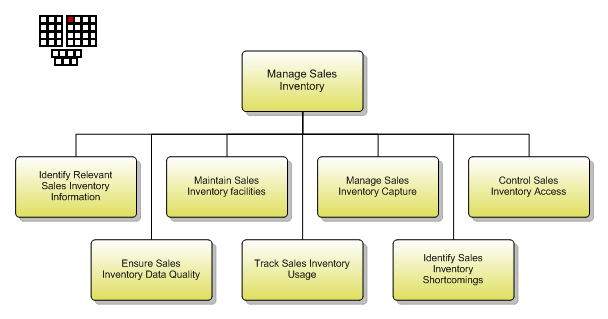 Manage Sales
Inventory
Identify Relevant
Sales Inventory
Information
Maintain Sales
Inventory facilities
Manage Sales
Inventory Capture
Control Sales
Inventory Access
Ensure Sales
Inventory Data Quality
Track Sales Inventory
Usage
Identify Sales
Inventory
Shortcomings